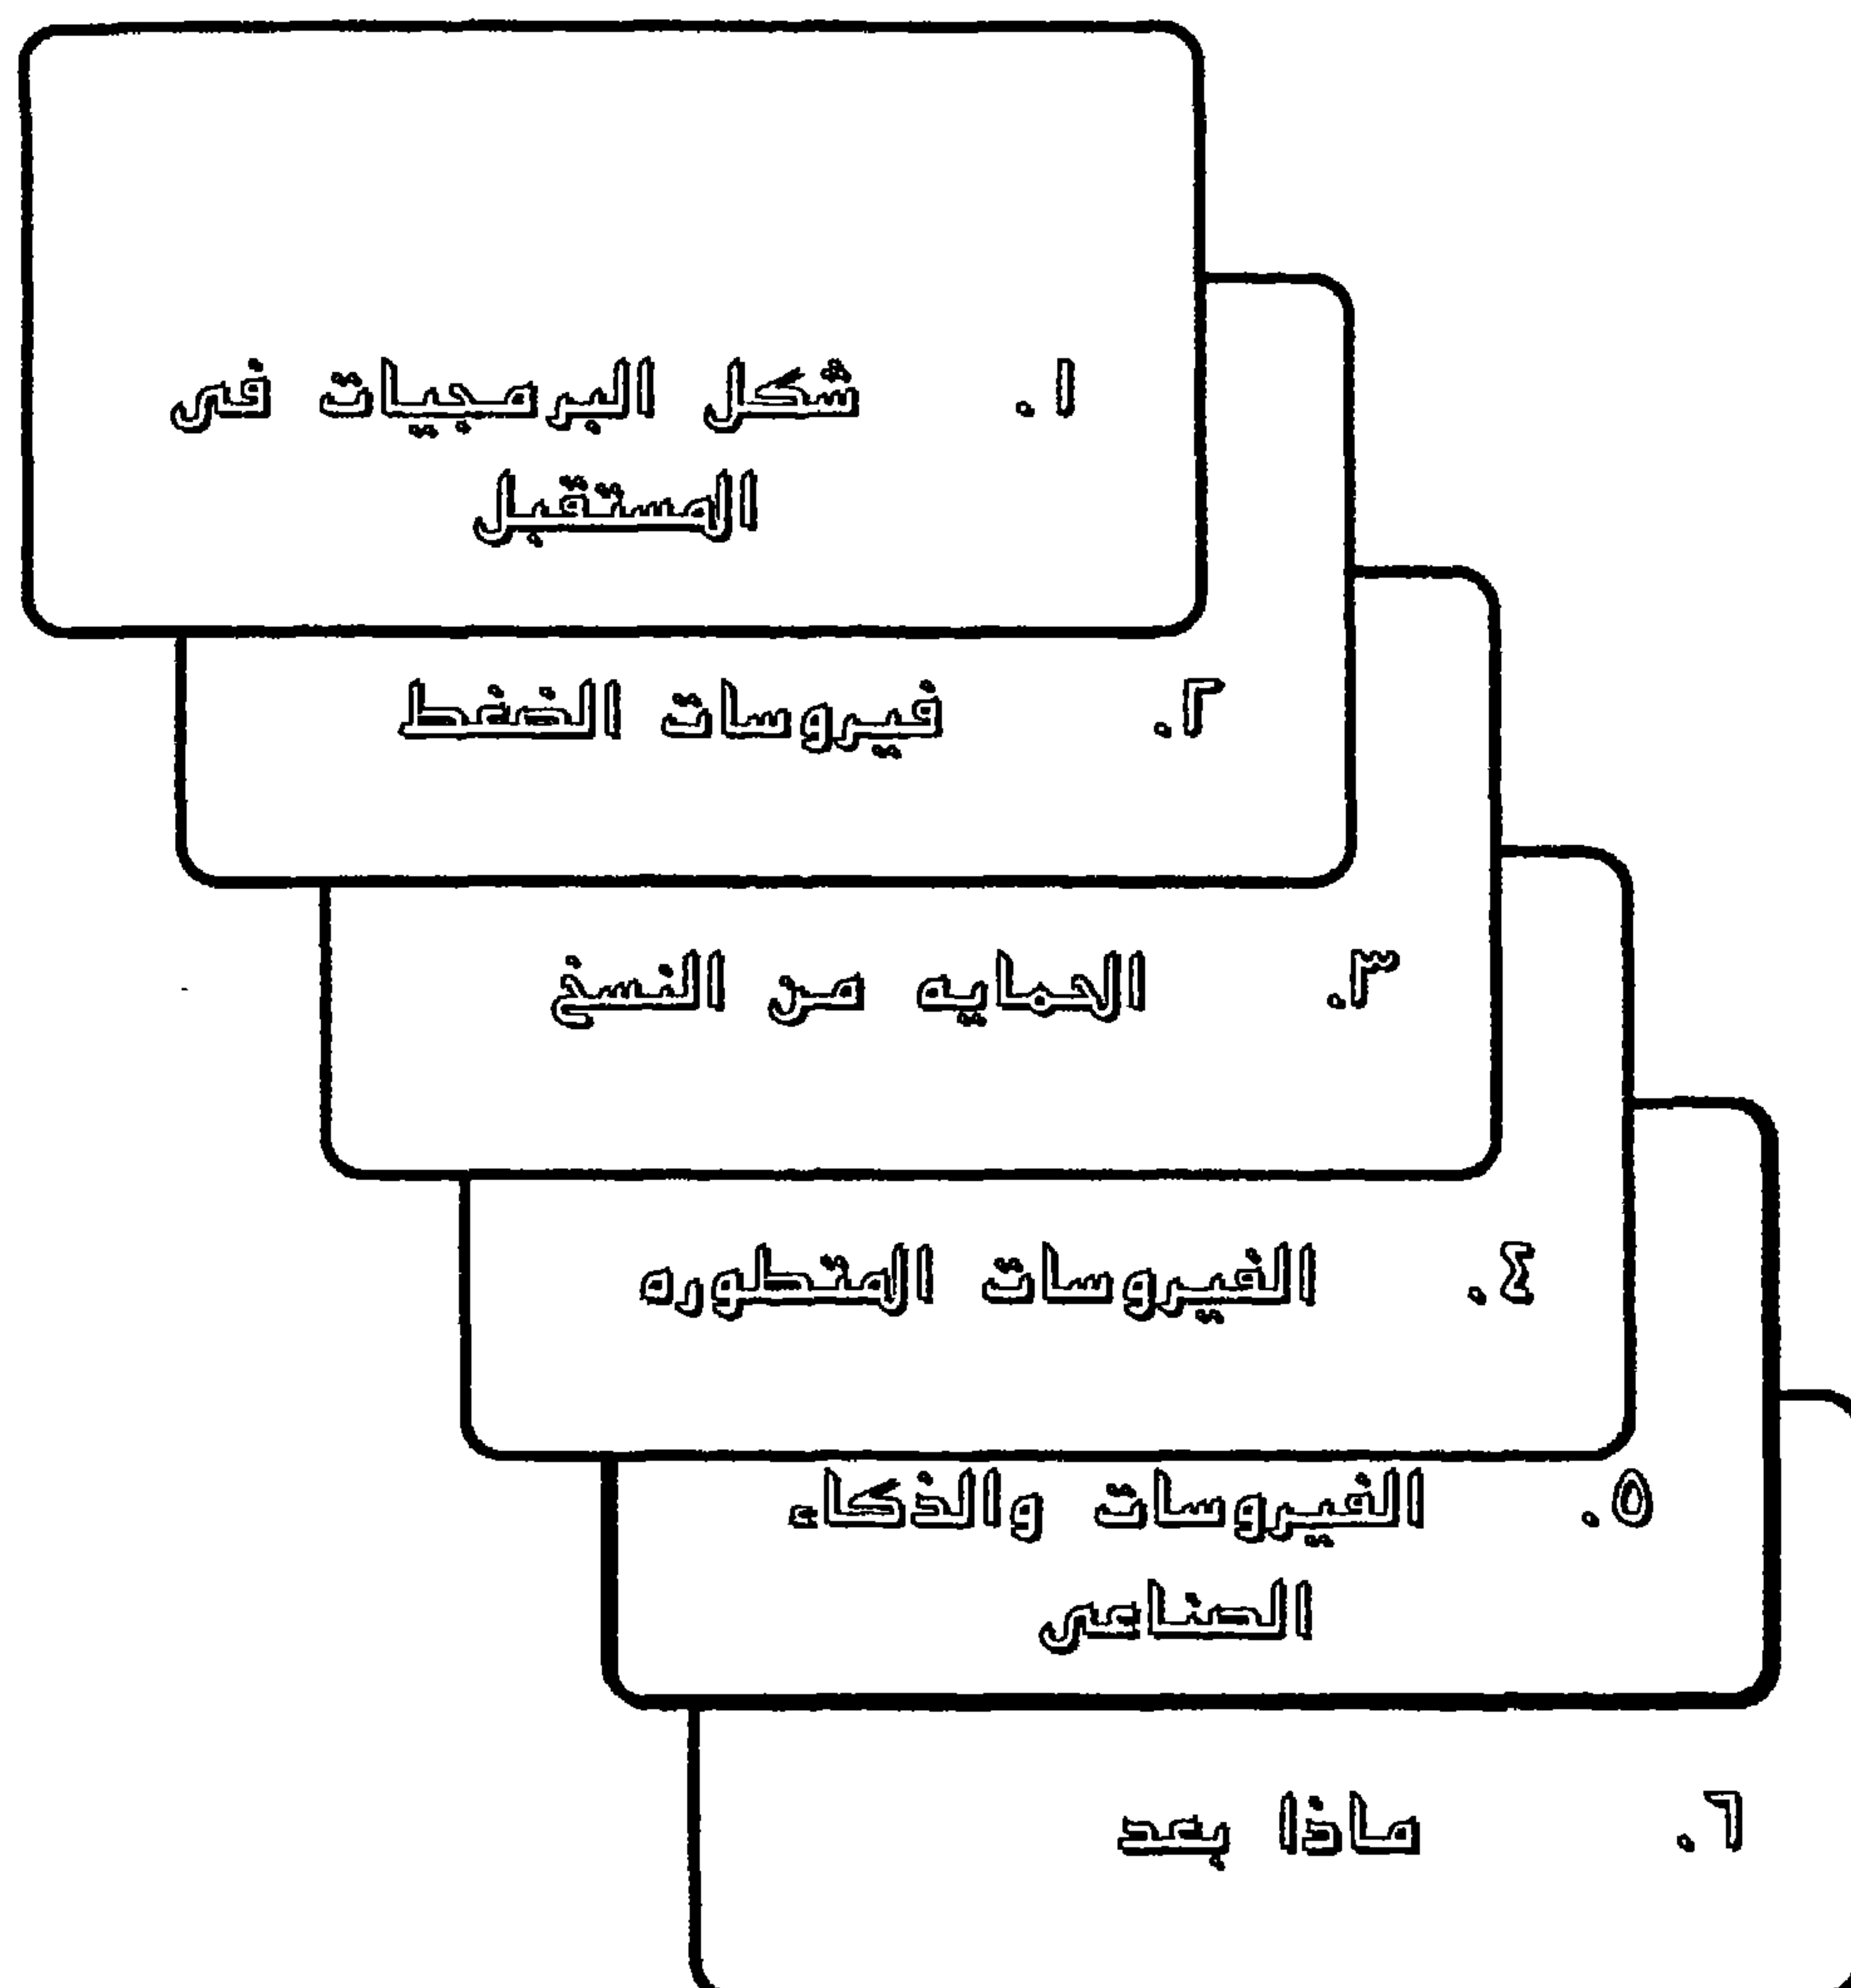 ١. شكل البرمجيات فى
المستقبل
٢. فيروسات الضغط
٣. الحمايه من النسخ
٤. الفيروسات المتطوره
٥. الفيروسات والذكاء
الصناعى
٦. ماذا بعد